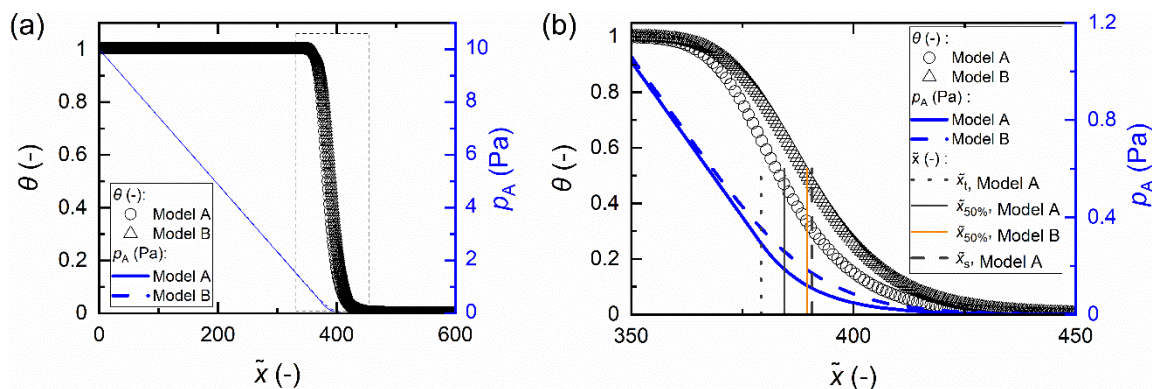 (a)
θ (-)
1
0.8
0.6
0.4
0.2
0
0 200 400 600
x̃ (-)
10
8
6
4
2
0
pA (Pa)
θ (-):
Model A
Model B
pA (Pa):
Model A
Model B
(b)
θ (-)
1
0.8
0.6
0.4
0.2
0
350 400 450
x̃ (-)
1.2
0.8
0.4
0
pA (Pa)
θ (-) :
Model A
Model B
pA (Pa) :
Model A
Model B
x̃ (-) :
x̃t, Model A
x̃50%, Model A
x̃50%, Model B
x̃s, Model A